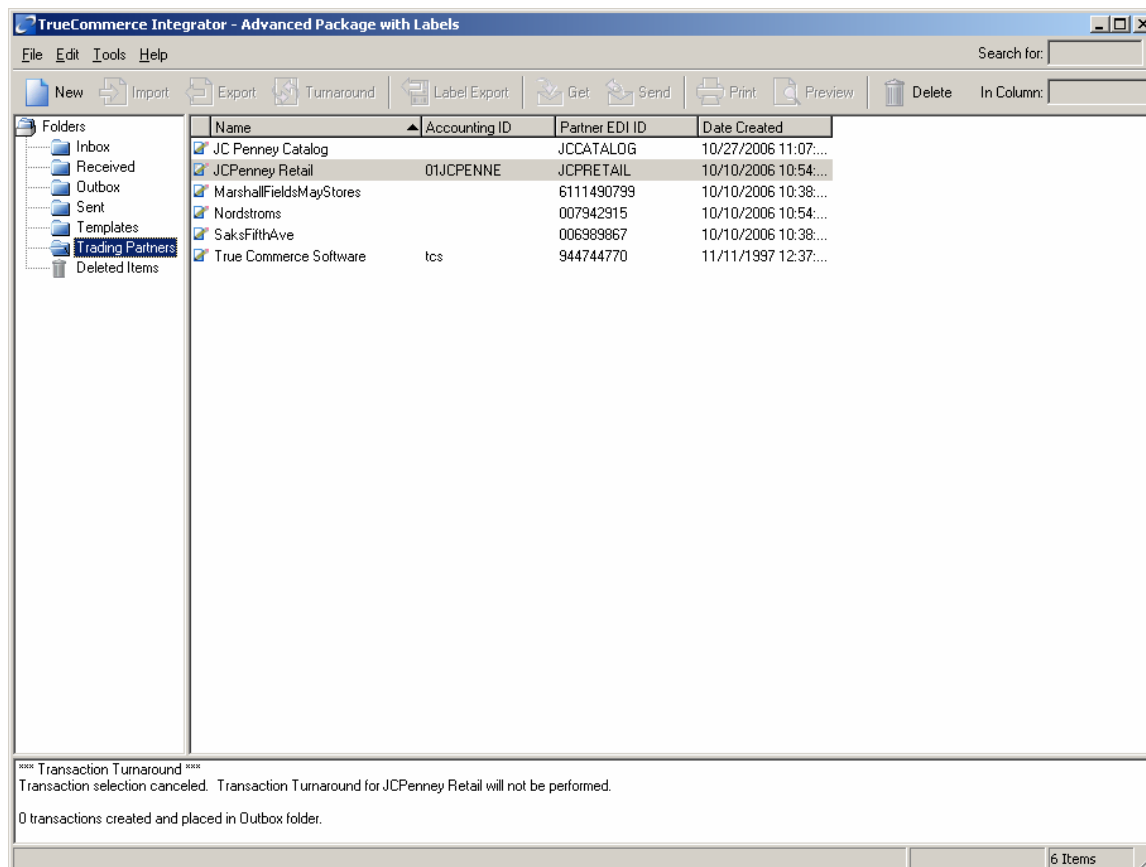 TrueCommerce Integrator - Advanced Package with Labels
File Edit Tools Help Search for:
New Import Export Turnaround Label Export Get Send Print Preview Delete In Column:
Folders
Inbox
Received
Outbox
Sent
Templates
Trading Partners
Deleted Items
Name Accounting ID Partner EDI ID Date Created
JC Penney Catalog JCCATALOG 10/27/2006 11:07:...
JCPenney Retail 01JCPENNE JCPRETAIL 10/10/2006 10:54:...
MarshallFieldsMayStores 6111490799 10/10/2006 10:38:...
Nordstroms 007942915 10/10/2006 10:54:...
SaksFifthAve 006989867 10/10/2006 10:38:...
True Commerce Software tcs 944744770 11/11/1997 12:37:...
*** Transaction Turnaround ***
Transaction selection canceled. Transaction Turnaround for JCPenney Retail will not be performed.
0 transactions created and placed in Outbox folder.
6 Items